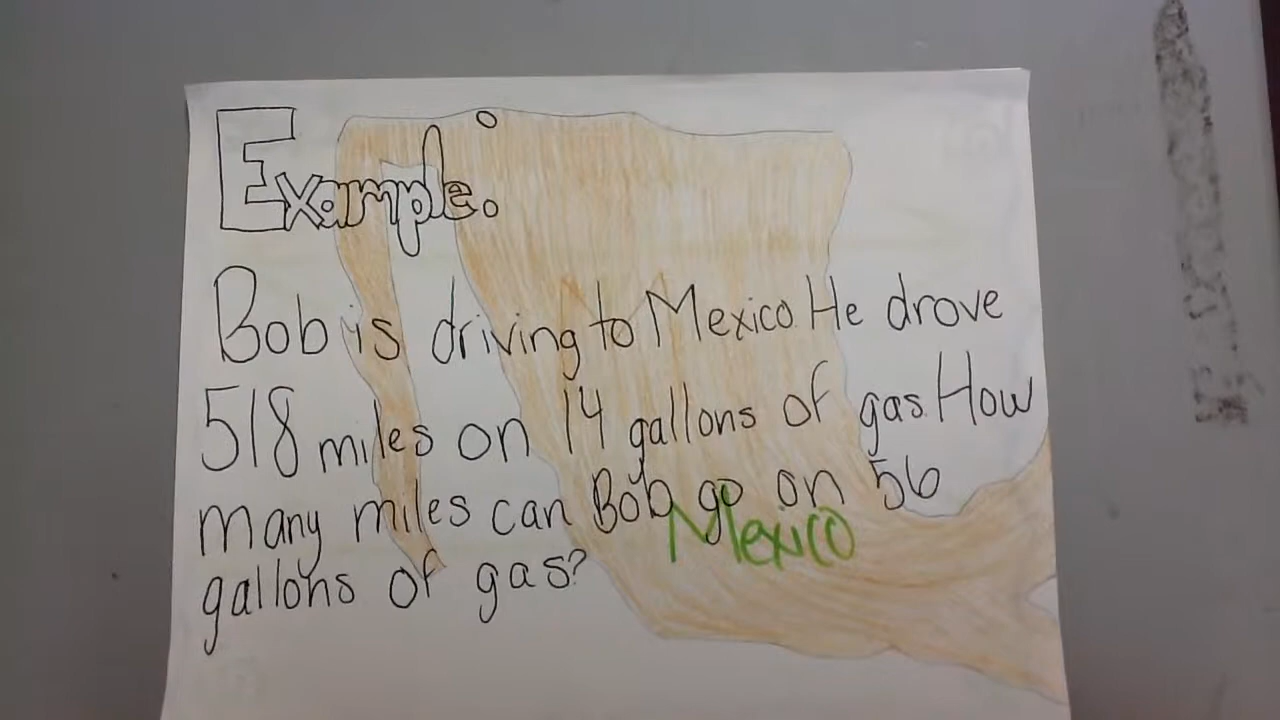 Example:
Bob is driving to Mexico. He drove
518 miles on 14 gallons of gas. How
many miles can Bob go on 56
Mexico
gallons of gas?